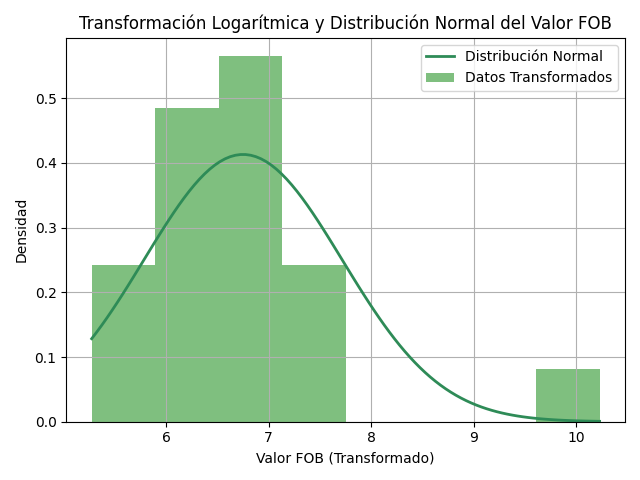 Transformación Logarítmica y Distribución Normal del Valor FOB
Distribución Normal
Datos Transformados
Densidad
0.5
0.4
0.3
0.2
0.1
0.0
6 7 8 9 10
Valor FOB (Transformado)